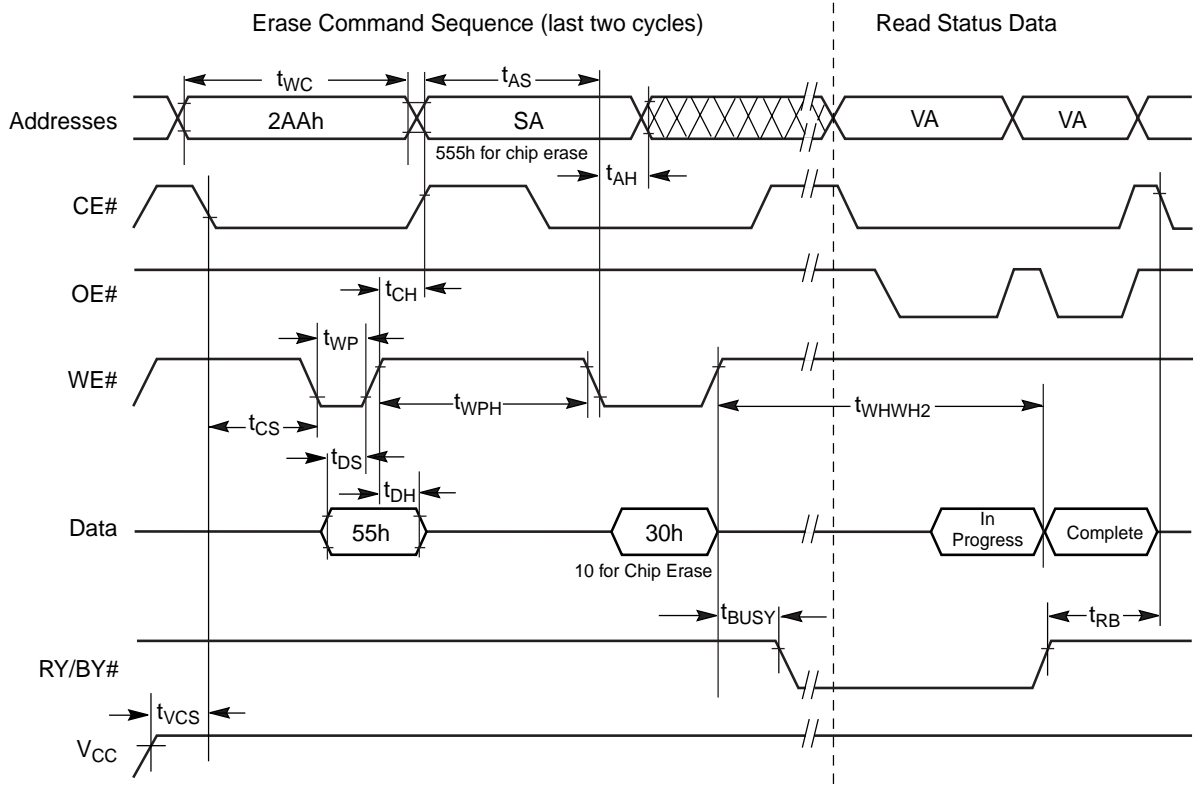 Erase Command Sequence (last two cycles)
Read Status Data
tWC
tAS
Addresses
2AAh
SA
VA
VA
555h for chip erase
tAH
CE#
OE#
tCH
tWP
WE#
tWPH
tWHWH2
tCS
tDS
tDH
Data
55h
30h
In
Progress
Complete
10 for Chip Erase
tBUSY
tRB
RY/BY#
tVCS
VCC